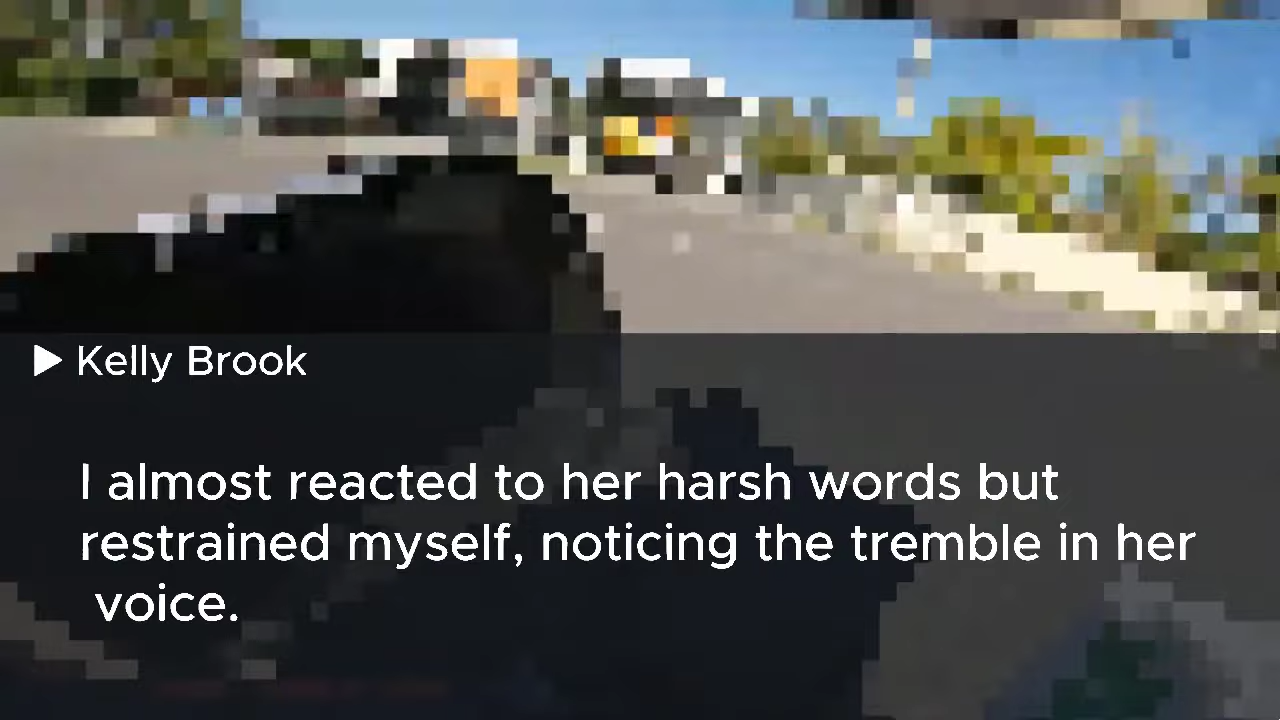 Kelly Brook
I almost reacted to her harsh words but
restrained myself, noticing the tremble in her
voice.